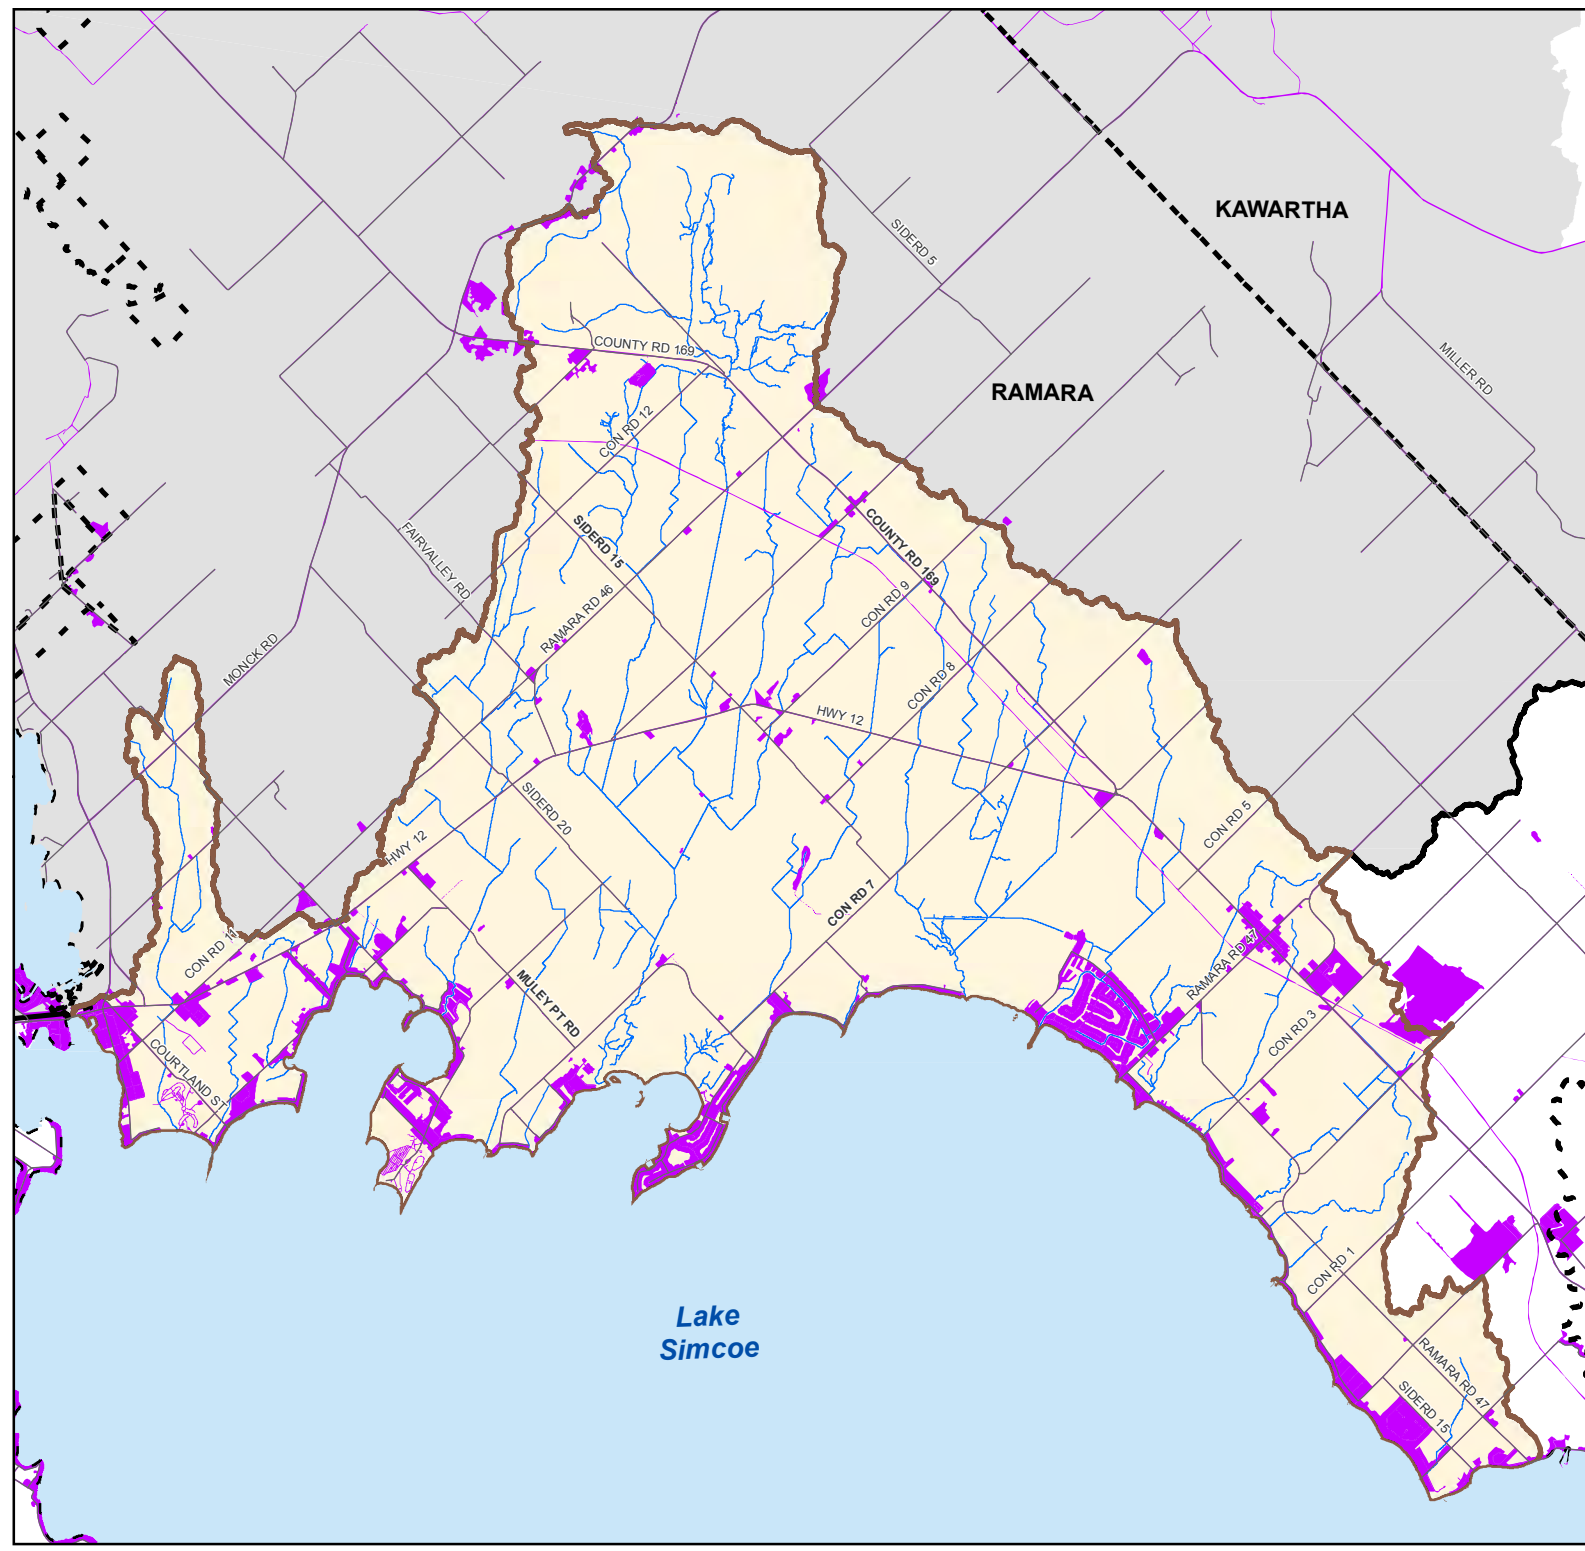 KAWARTHA
SIDERD 5
COUNTY RD 169
MILLER RD
RAMARA
CON RD 12
SIDERD 15
COUNTY RD 169
FAIRVALLEY RD
RAMARA RD 46
CON RD 9
MONCK RD
CON RD 8
HWY 12
SIDERD 20
CON RD 5
HWY 12
CON RD 7
CON RD 11
RAMARA RD 47
MULEY PT RD
CON RD 3
COURTLAND ST
CON RD 1
Lake
Simcoe
RAMARA RD 47
SIDERD 15